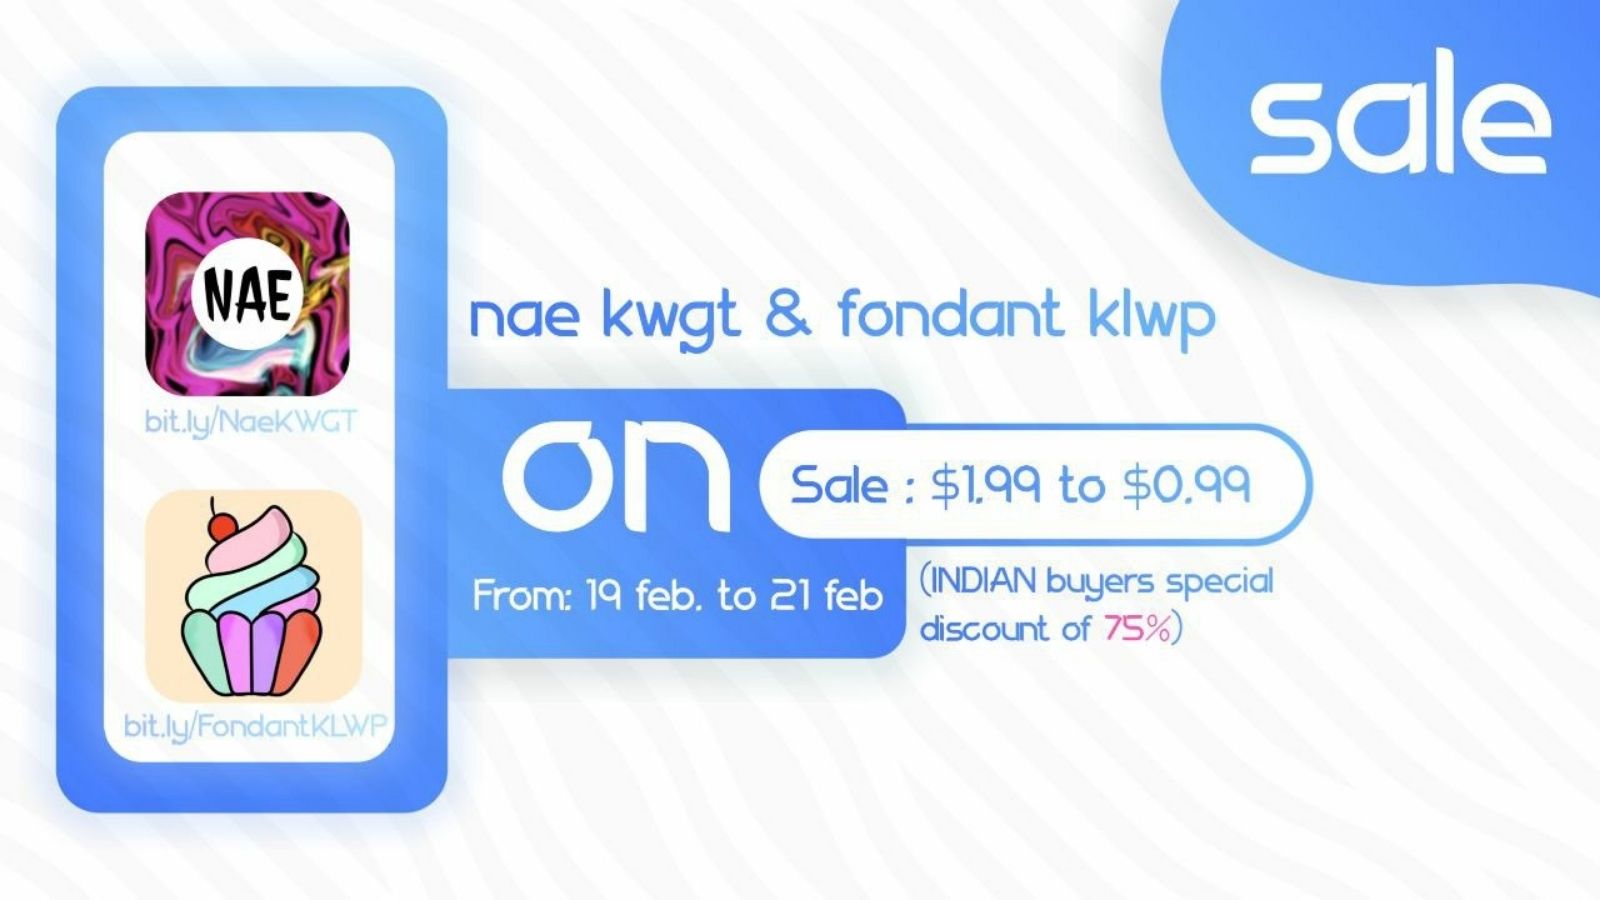 sale
NAE
bit.ly/NaeKWGT
bit.ly/FondantKLWP
nae kwgt & fondant klwp
on
Sale : $1.99 to $0.99
From: 19 feb. to 21 feb
(INDIAN buyers special
discount of 75%)